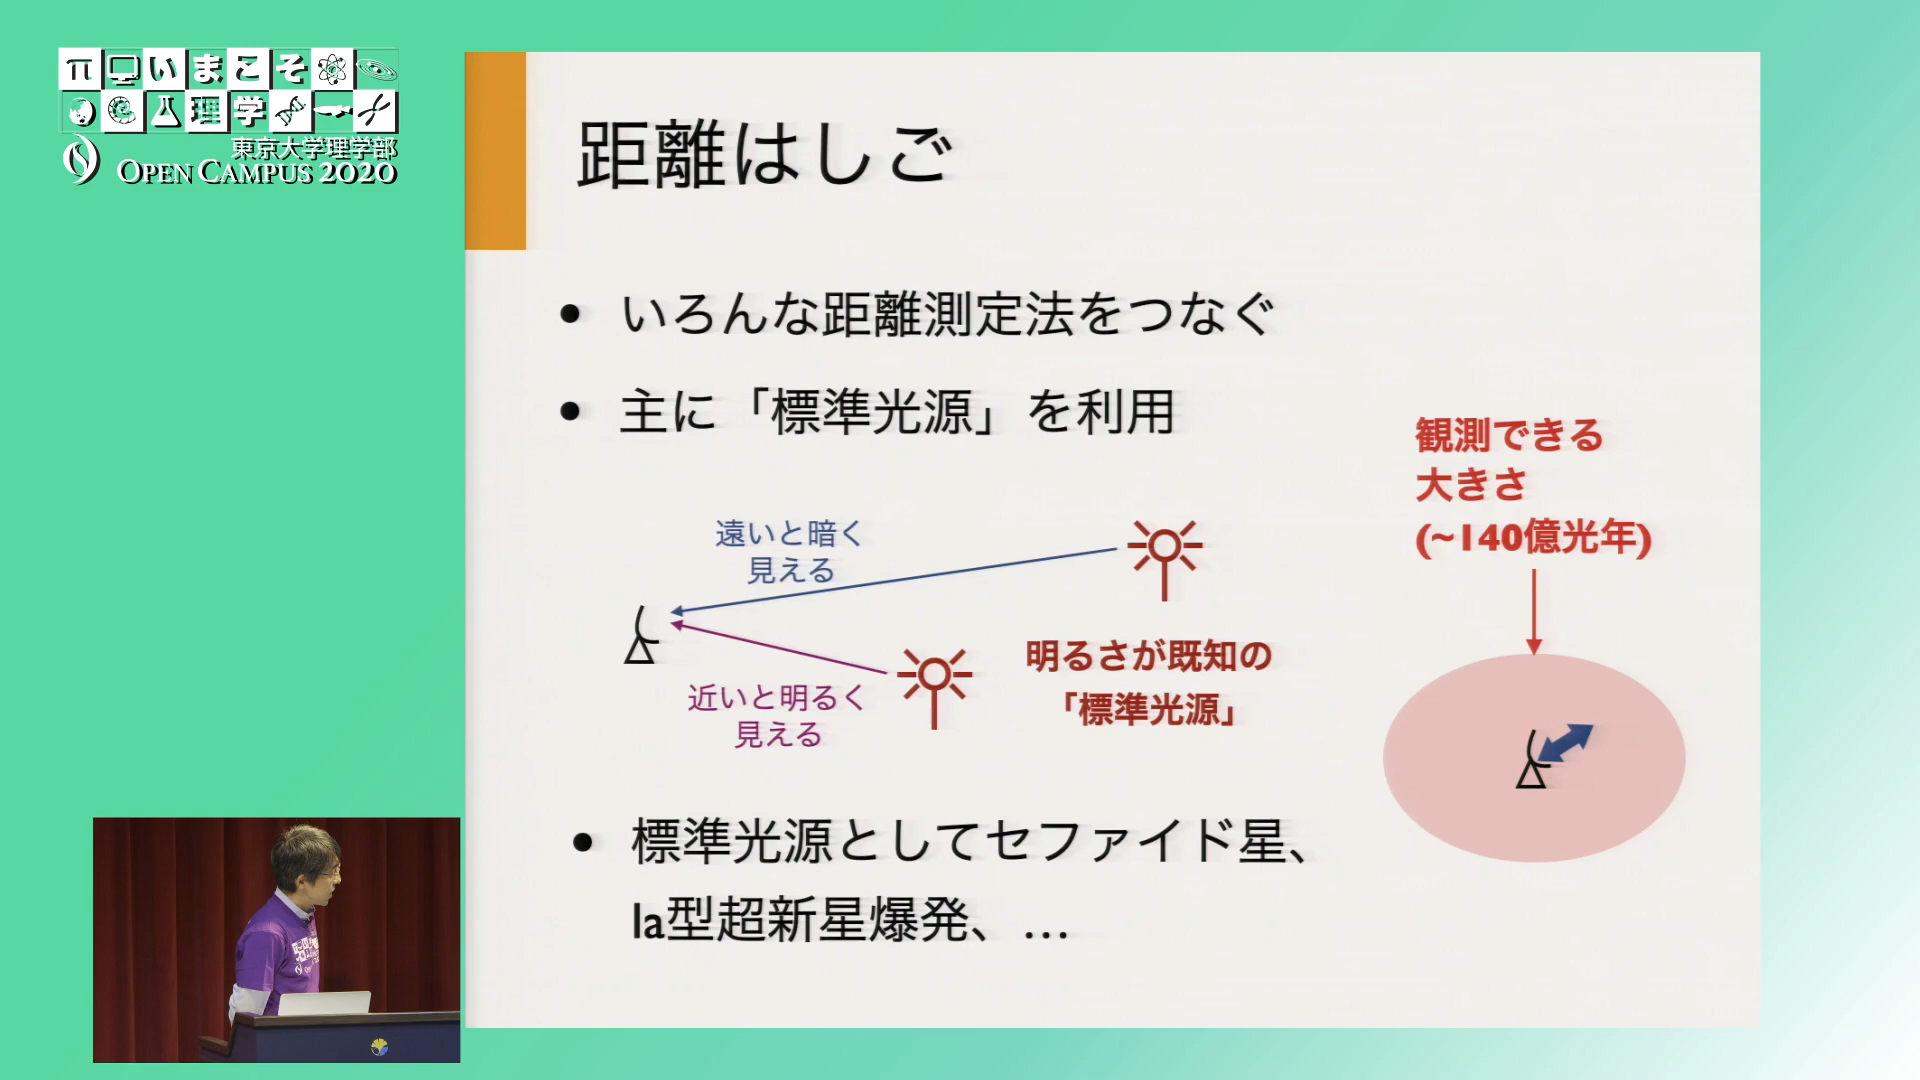 π いまこそ
理学
東京大学理学部
OPEN CAMPUS 2020
距離はしご
• いろんな距離測定法をつなぐ
• 主に「標準光源」を利用
観測できる
大きさ
(~140億光年)
遠いと暗く
見える
近いと明るく
見える
明るさが既知の
「標準光源」
• 標準光源としてセファイド星、
Ia型超新星爆発、…